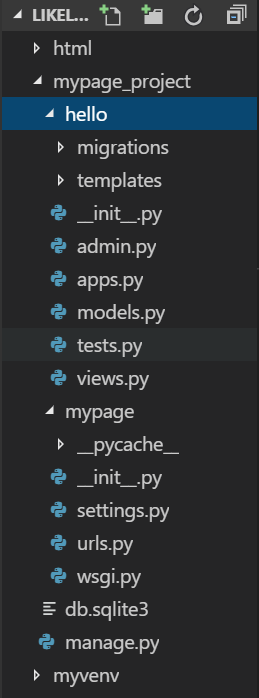 LIKEL...
html
mypage_project
hello
migrations
templates
__init__.py
admin.py
apps.py
models.py
tests.py
views.py
mypage
__pycache__
__init__.py
settings.py
urls.py
wsgi.py
db.sqlite3
manage.py
myvenv